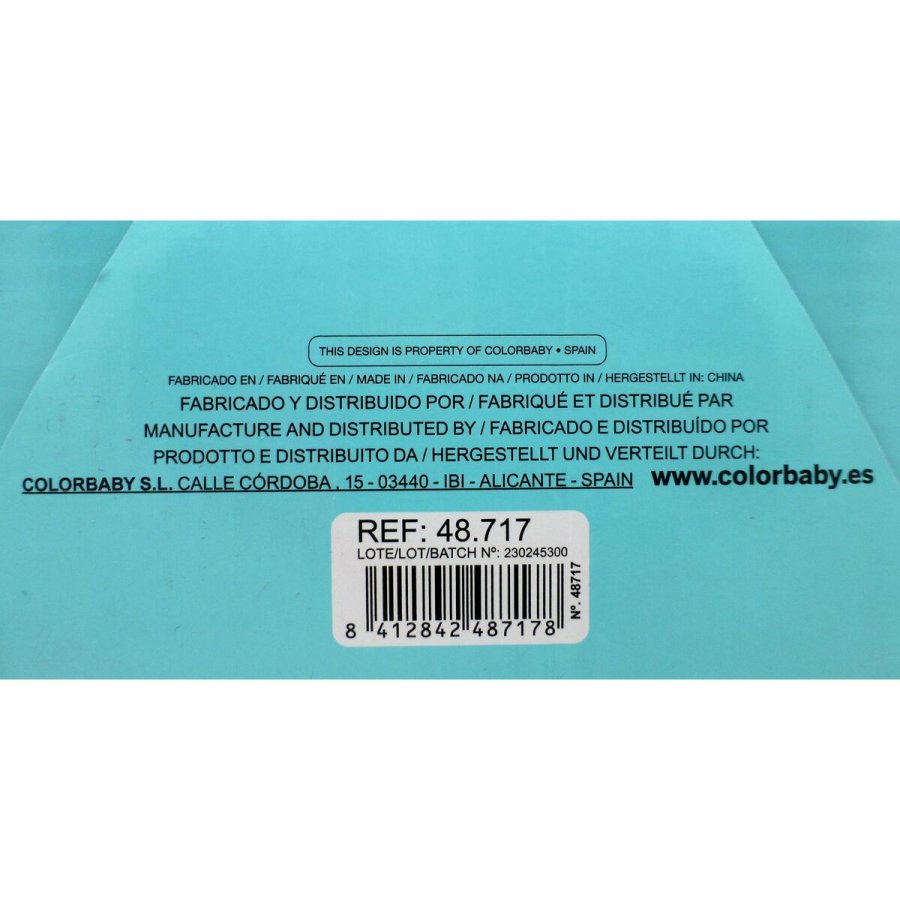 THIS DESIGN IS PROPERTY OF COLORBABY • SPAIN
FABRICADO EN / FABRIQUÉ EN / MADE IN / FABRICADO NA / PRODOTTO IN / HERGESTELLT IN: CHINA
FABRICADO Y DISTRIBUIDO POR / FABRIQUÉ ET DISTRIBUÉ PAR
MANUFACTURE AND DISTRIBUTED BY / FABRICADO E DISTRIBUÍDO POR
PRODOTTO E DISTRIBUITO DA / HERGESTELLT UND VERTEILT DURCH:
COLORBABY S.L. CALLE CÓRDOBA , 15 - 03440 - IBI - ALICANTE - SPAIN www.colorbaby.es
REF: 48.717
LOTE/LOT/BATCH Nº: 230245300
Nº. 48717
8 412842 487178